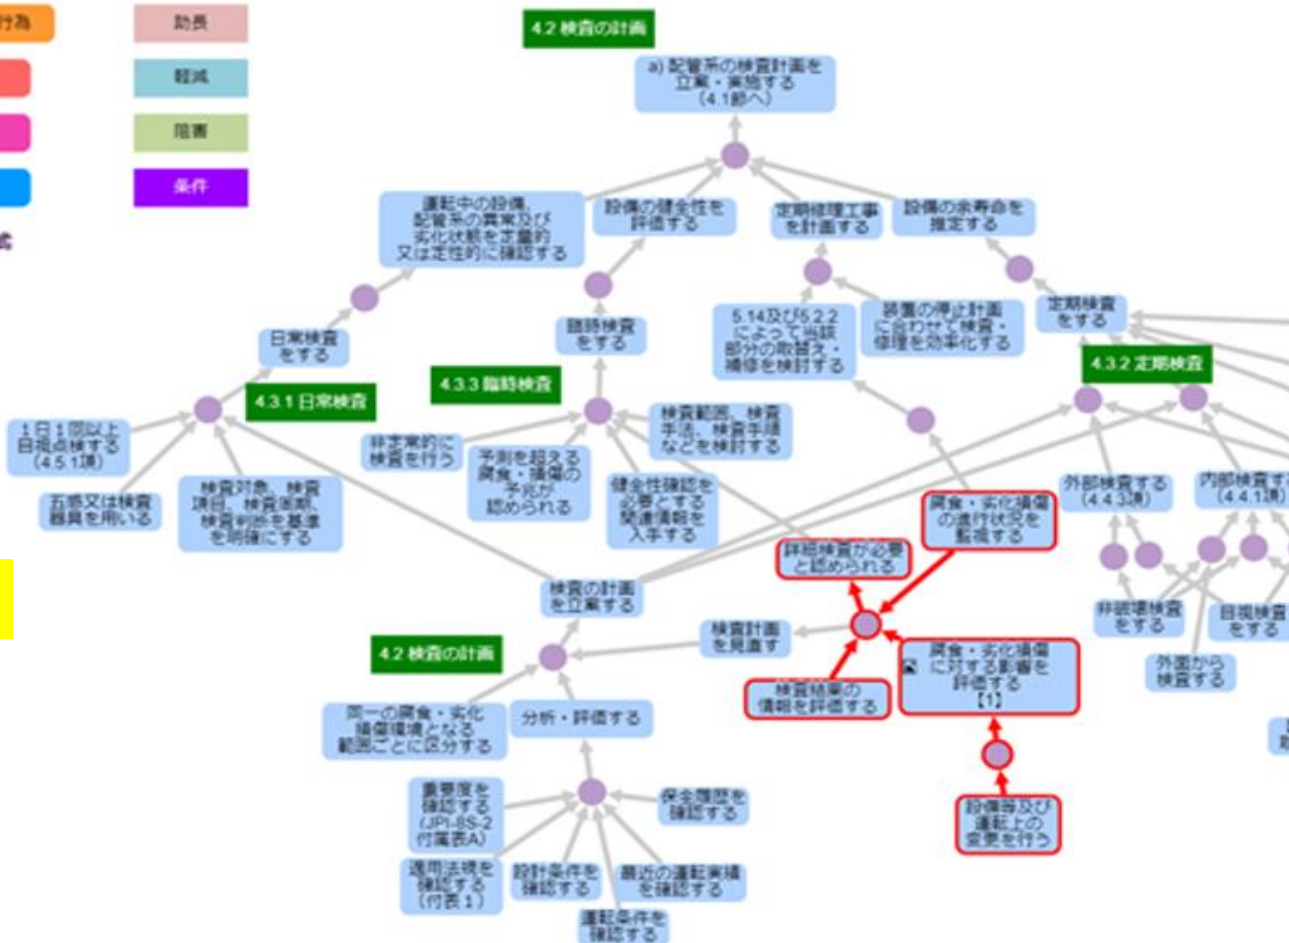 行為
助長
軽減
阻害
条件
4.2 検査の計画
a) 配管系の検査計画を
立案・実施する
(4.1節へ)
運転中の設備、
配管系の異常及び
劣化状態を定量的
又は定性的に確認する
設備の健全性を
評価する
定期修理工事
を計画する
設備の余寿命を
推定する
日常検査
をする
臨時検査
をする
5.14及び5.2.2
によって当該
部分の取替え・
補修を検討する
装置の停止計画
に合わせて検査・
修理を効率化する
定期検査
をする
4.3.1 日常検査
4.3.3 臨時検査
4.3.2 定期検査
1日1回以上
目視点検する
(4.5.1項)
五感又は検査
器具を用いる
検査対象、検査
項目、検査周期、
検査判断を基準
を明確にする
非定常的に
検査を行う
予測を超える
腐食・損傷の
予兆が
認められる
健全性確認を
必要とする
関連情報を
入手する
検査範囲、検査
手法、検査手順
などを検討する
外部検査する
(4.4.3項)
内部検査す
(4.4.1項)
腐食・劣化損傷
の進行状況を
監視する
詳細検査が必要
と認められる
検査の計画
を立案する
検査計画
を見直す
非破壊検査
をする
目視検査
をする
外面から
検査する
4.2 検査の計画
腐食・劣化損傷
に対する影響を
評価する
【1】
検査結果の
情報を評価する
同一の腐食・劣化
損傷環境となる
範囲ごとに区分する
分析・評価する
重要度を
確認する
(JPI-8S-2
付属表A)
保全履歴を
確認する
設備等及び
運転上の
変更を行う
適用法規を
確認する
(付表1)
設計条件を
確認する
最近の運転実績
を確認する
運転条件を
確認する